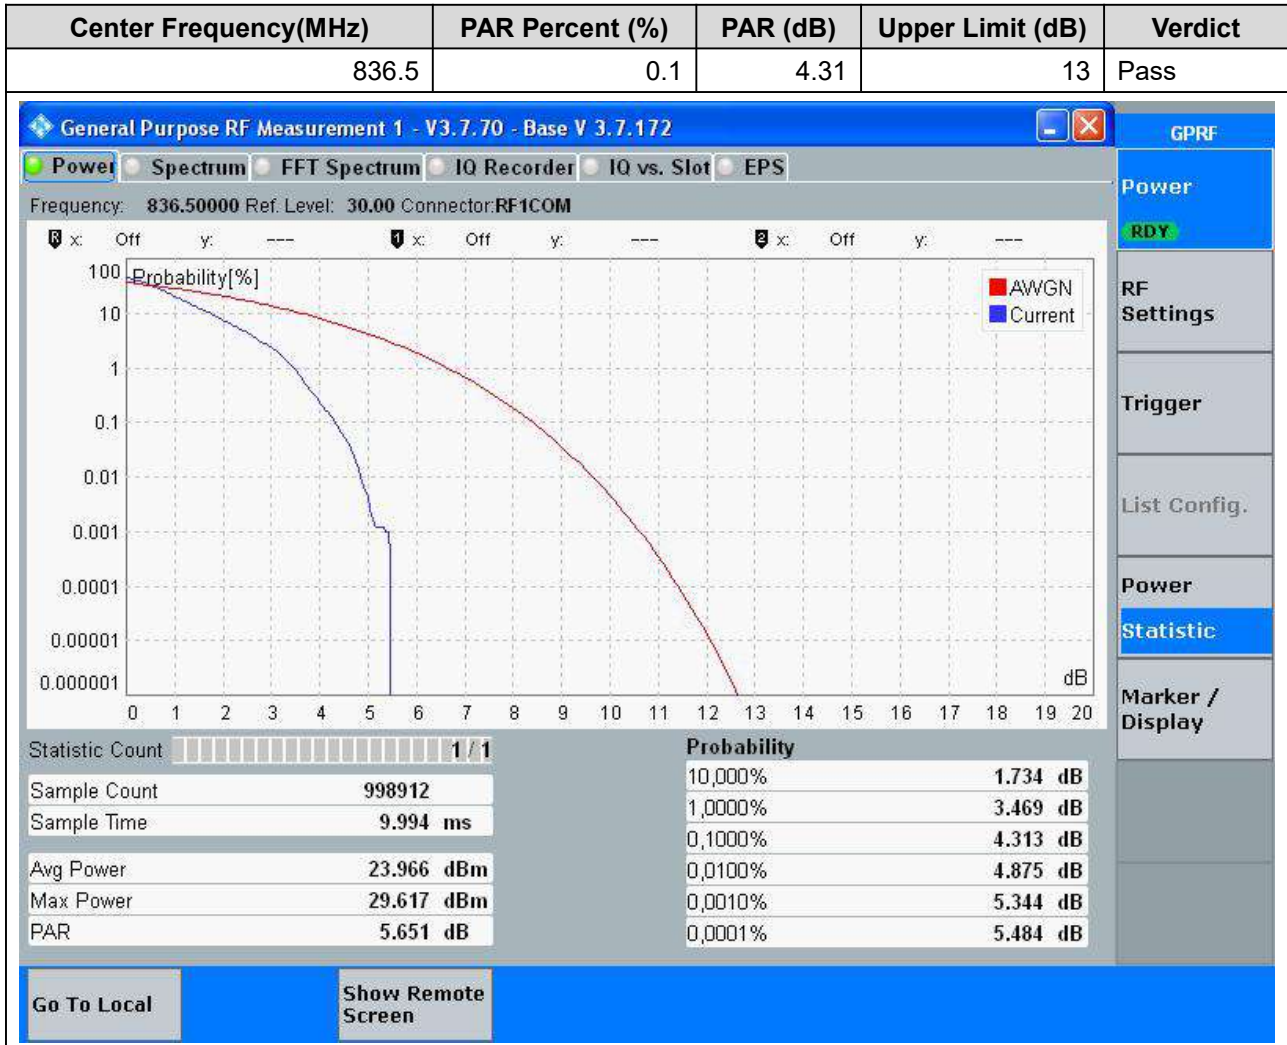 Center Frequency(MHz) PAR Percent (%) PAR (dB) Upper Limit (dB) Verdict
836.5 0.1 4.31 13 Pass
General Purpose RF Measurement 1 - V3.7.70 - Base V 3.7.172
GPRF
Power Spectrum FFT Spectrum IQ Recorder IQ vs. Slot EPS
Power
RDY
Frequency: 836.50000 Ref. Level: 30.00 Connector:RF1COM
R x: Off y: --- 1 x: Off y: --- 2 x: Off y: ---
Probability[%]
AWGN
Current
100
10
1
0.1
0.01
0.001
0.0001
0.00001
0.000001
dB
0 1 2 3 4 5 6 7 8 9 10 11 12 13 14 15 16 17 18 19 20
RF
Settings
Trigger
List Config.
Power
Statistic
Marker /
Display
Statistic Count 1 / 1
Sample Count 998912
Sample Time 9.994 ms
Avg Power 23.966 dBm
Max Power 29.617 dBm
PAR 5.651 dB
Probability
10,000% 1.734 dB
1,0000% 3.469 dB
0,1000% 4.313 dB
0,0100% 4.875 dB
0,0010% 5.344 dB
0,0001% 5.484 dB
Go To Local
Show Remote
Screen